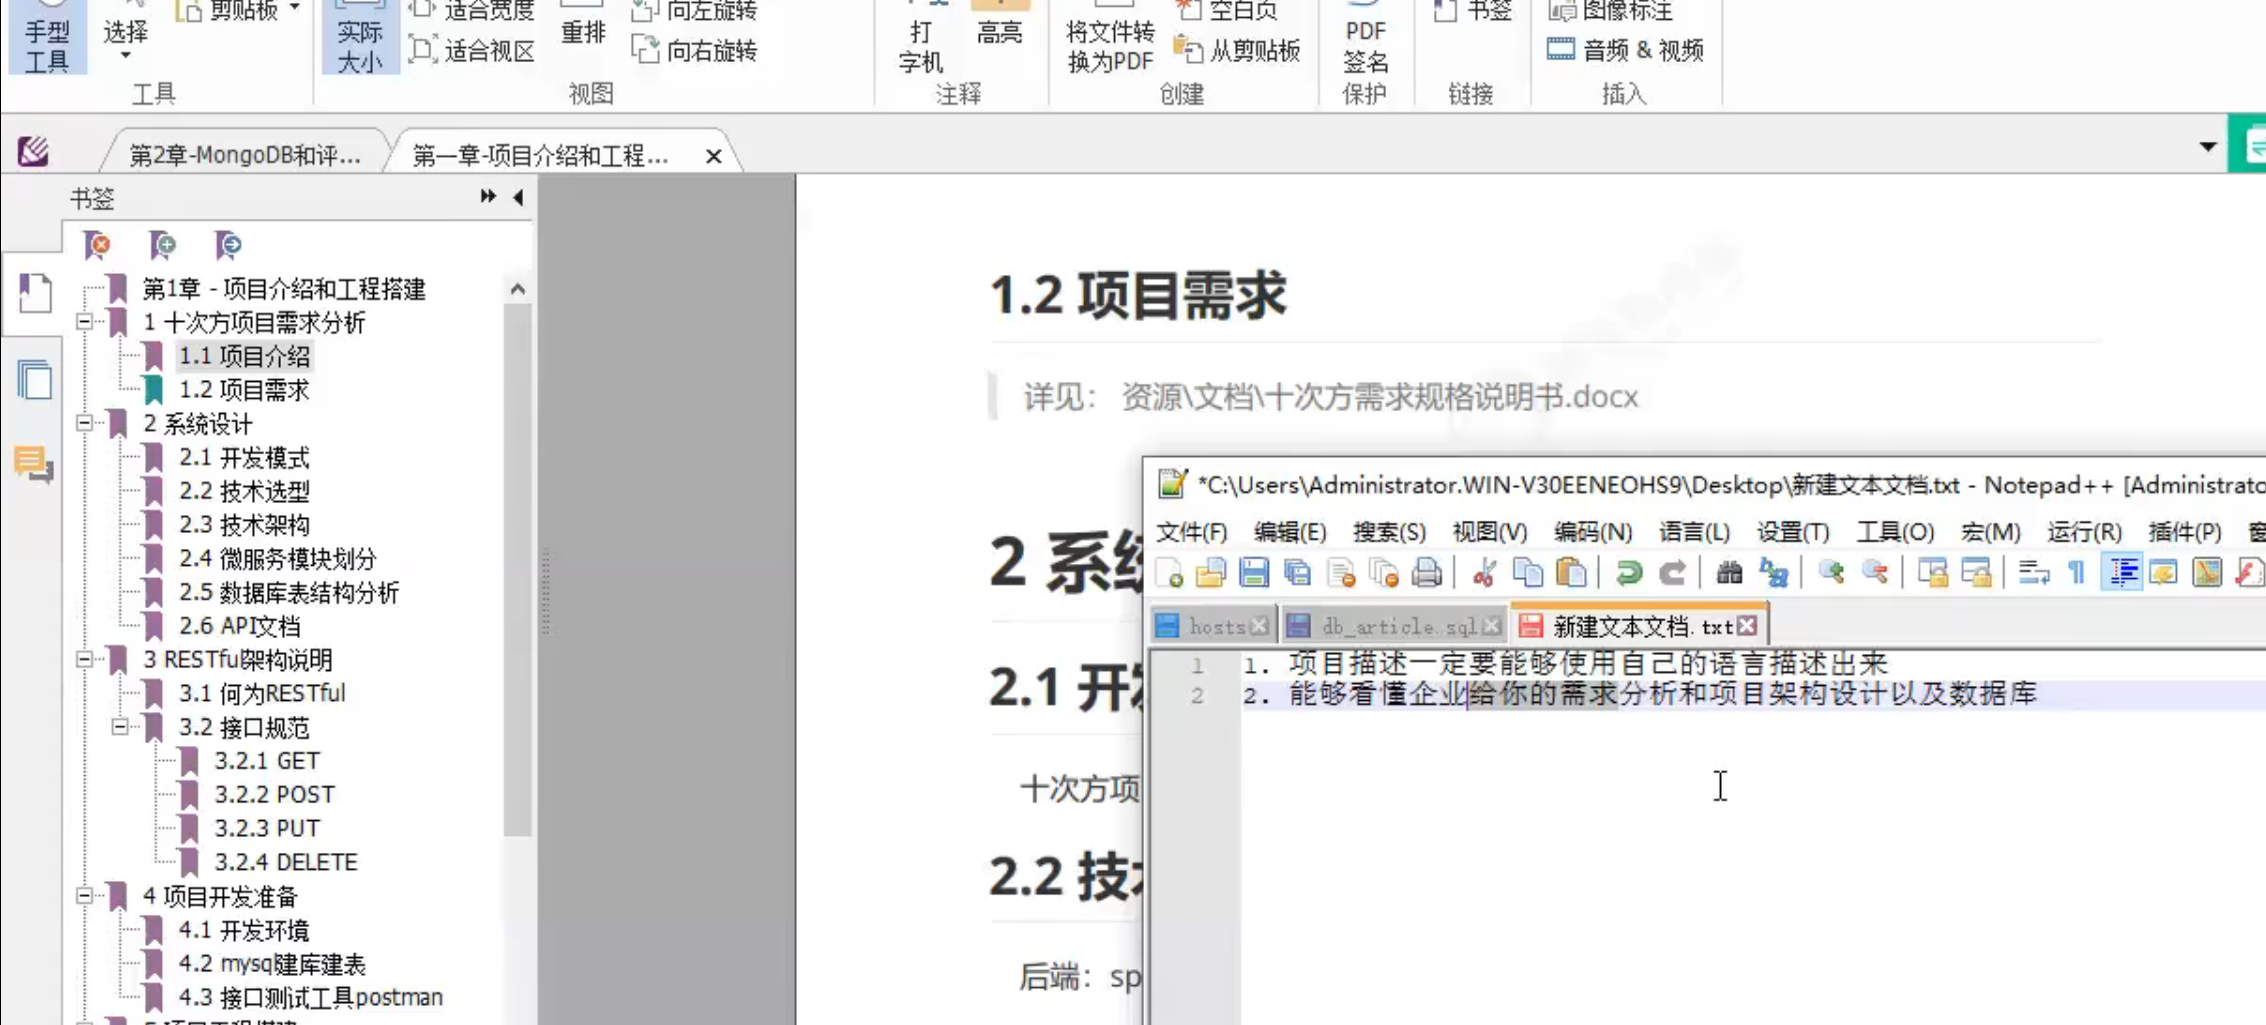 手型
工具
选择
剪贴板
工具
实际
大小
适合宽度
适合视区
重排
向左旋转
向右旋转
视图
打
字机
高亮
注释
将文件转
换为PDF
空白页
从剪贴板
创建
PDF
签名
保护
书签
链接
图像标注
音频 & 视频
插入
第2章-MongoDB和评...
第一章-项目介绍和工程...
书签
第1章 - 项目介绍和工程搭建
1 十次方项目需求分析
1.1 项目介绍
1.2 项目需求
2 系统设计
2.1 开发模式
2.2 技术选型
2.3 技术架构
2.4 微服务模块划分
2.5 数据库表结构分析
2.6 API文档
3 RESTful架构说明
3.1 何为RESTful
3.2 接口规范
3.2.1 GET
3.2.2 POST
3.2.3 PUT
3.2.4 DELETE
4 项目开发准备
4.1 开发环境
4.2 mysql建库建表
4.3 接口测试工具postman
1.2 项目需求
详见： 资源\文档\十次方需求规格说明书.docx
2 系统
2.1 开
十次方项
2.2 技
后端：sp
*C:\Users\Administrator.WIN-V30EENEOHS9\Desktop\新建文本文档.txt - Notepad++ [Administrato
文件(F) 编辑(E) 搜索(S) 视图(V) 编码(N) 语言(L) 设置(T) 工具(O) 宏(M) 运行(R) 插件(P) 窗
hosts db_article.sql 新建文本文档.txt
1 1. 项目描述一定要能够使用自己的语言描述出来
2 2. 能够看懂企业给你的需求分析和项目架构设计以及数据库